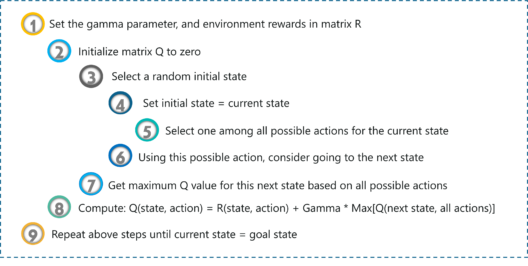 1 Set the gamma parameter, and environment rewards in matrix R
2 Initialize matrix Q to zero
3 Select a random initial state
4 Set initial state = current state
5 Select one among all possible actions for the current state
6 Using this possible action, consider going to the next state
7 Get maximum Q value for this next state based on all possible actions
8 Compute: Q(state, action) = R(state, action) + Gamma * Max[Q(next state, all actions)]
9 Repeat above steps until current state = goal state